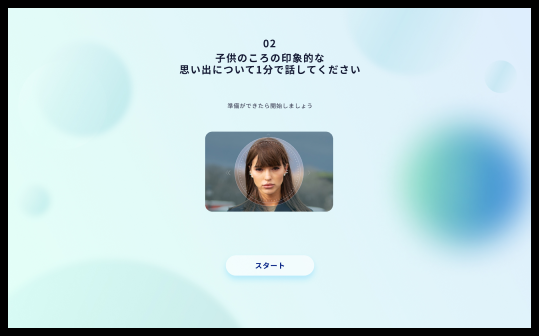 02
子供のころの印象的な
思い出について1分で話してください
準備ができたら開始しましょう
スタート